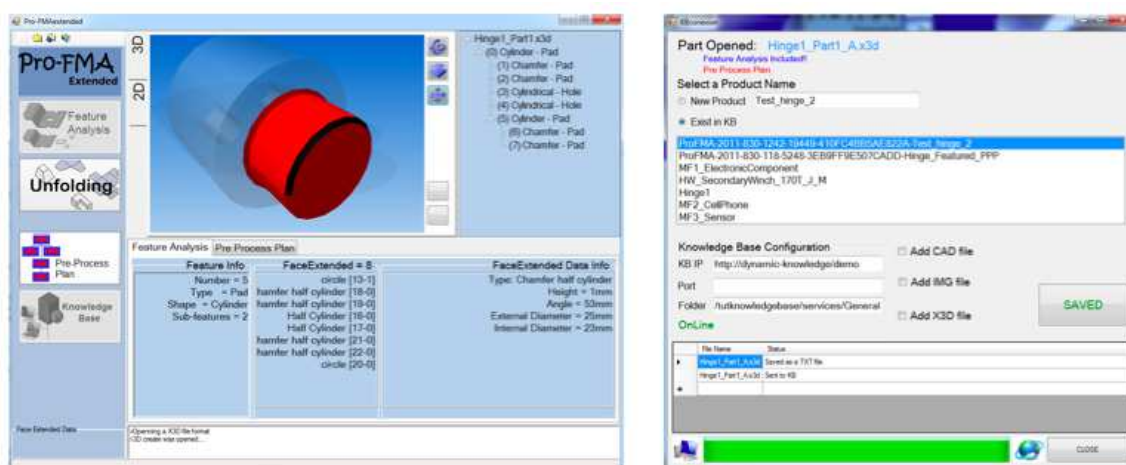 Pro-FMAextended
Pro-FMA
Extended
Feature
Analysis
Unfolding
Pre-Process
Plan
Knowledge
Base
3D
2D
Hinge1_Part1.x3d
(0) Cylinder - Pad
(1) Chamfer - Pad
(2) Chamfer - Pad
(3) Cylindrical - Hole
(4) Cylindrical - Hole
(5) Cylinder - Pad
(6) Chamfer - Pad
(7) Chamfer - Pad
Feature Analysis Pre Process Plan
Feature Info
Number = 5
Type = Pad
Shape = Cylinder
Sub-features = 2
FaceExtended = 8
circle [13-1]
hamfer half cylinder [18-0]
hamfer half cylinder [19-0]
Half Cylinder [16-0]
Half Cylinder [17-0]
hamfer half cylinder [21-0]
hamfer half cylinder [22-0]
circle [20-0]
FaceExtended Data Info
Type: Chamfer half cylinder
Height = 1mm
Angle = 53mm
External Diameter = 25mm
Internal Diameter = 23mm
Face Extended Data
Openning a X3D file format
X3D create was opened...
Part Opened: Hinge1_Part1_A.x3d
Feature Analysis Included!!
Pre Process Plan
Select a Product Name
New Product Test_hinge_2
Exist in KB
ProFMA-2011-830-118-5248-3EB9FF9E507CADD-Hinge_Featured_PPP
MF1_ElectronicComponent
HW_SecondaryWinch_170T_J_M
Hinge1
MF2_CellPhone
MF3_Sensor
Knowledge Base Configuration
KB IP http://dynamic-knowledge/demo
Port
Folder /tutknowledgebase/services/General
OnLine
Add CAD file
Add IMG file
Add X3D file
SAVED
File Name Status
Hinge1_Part1_A.x3d Saved as a TXT file
Hinge1_Part1_A.x3d Sent to KB
CLOSE